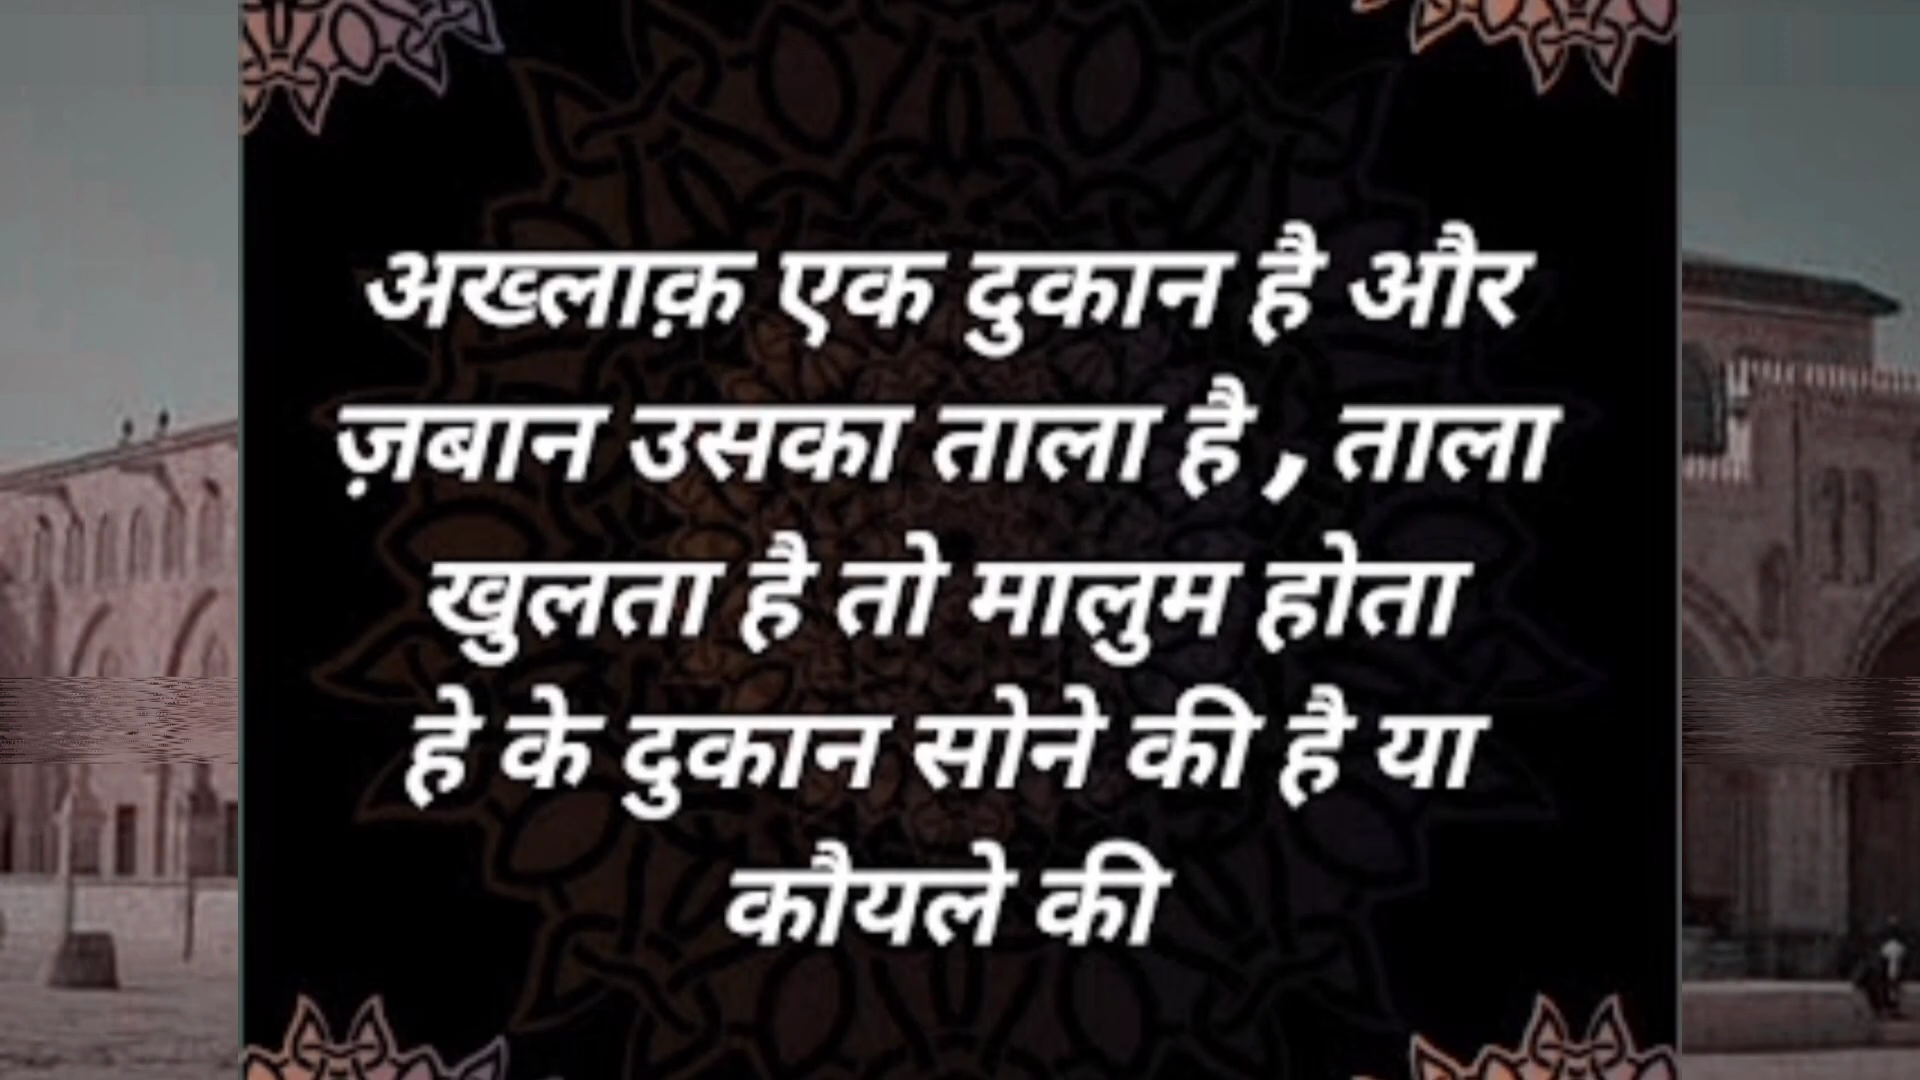 अख्लाक़ एक दुकान है और
ज़बान उसका ताला है , ताला
खुलता है तो मालुम होता
हे के दुकान सोने की है या
कौयले की